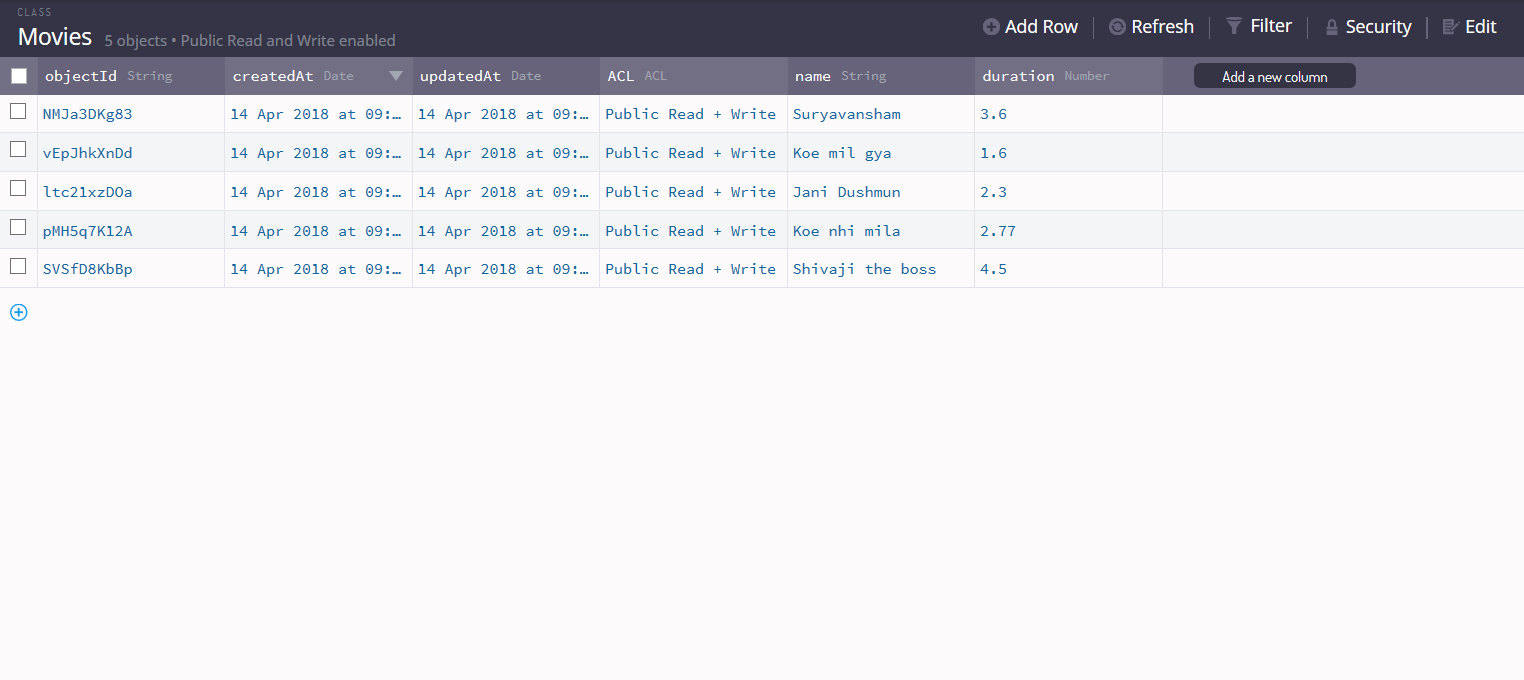 CLASS
Movies 5 objects • Public Read and Write enabled Add Row Refresh Filter Security Edit
objectId String createdAt Date updatedAt Date ACL ACL name String duration Number Add a new column
NMJa3DKg83 14 Apr 2018 at 09:… 14 Apr 2018 at 09:… Public Read + Write Suryavansham 3.6
vEpJhkXnDd 14 Apr 2018 at 09:… 14 Apr 2018 at 09:… Public Read + Write Koe mil gya 1.6
ltc21xzDOa 14 Apr 2018 at 09:… 14 Apr 2018 at 09:… Public Read + Write Jani Dushmun 2.3
pMH5q7K12A 14 Apr 2018 at 09:… 14 Apr 2018 at 09:… Public Read + Write Koe nhi mila 2.77
SVSfD8KbBp 14 Apr 2018 at 09:… 14 Apr 2018 at 09:… Public Read + Write Shivaji the boss 4.5